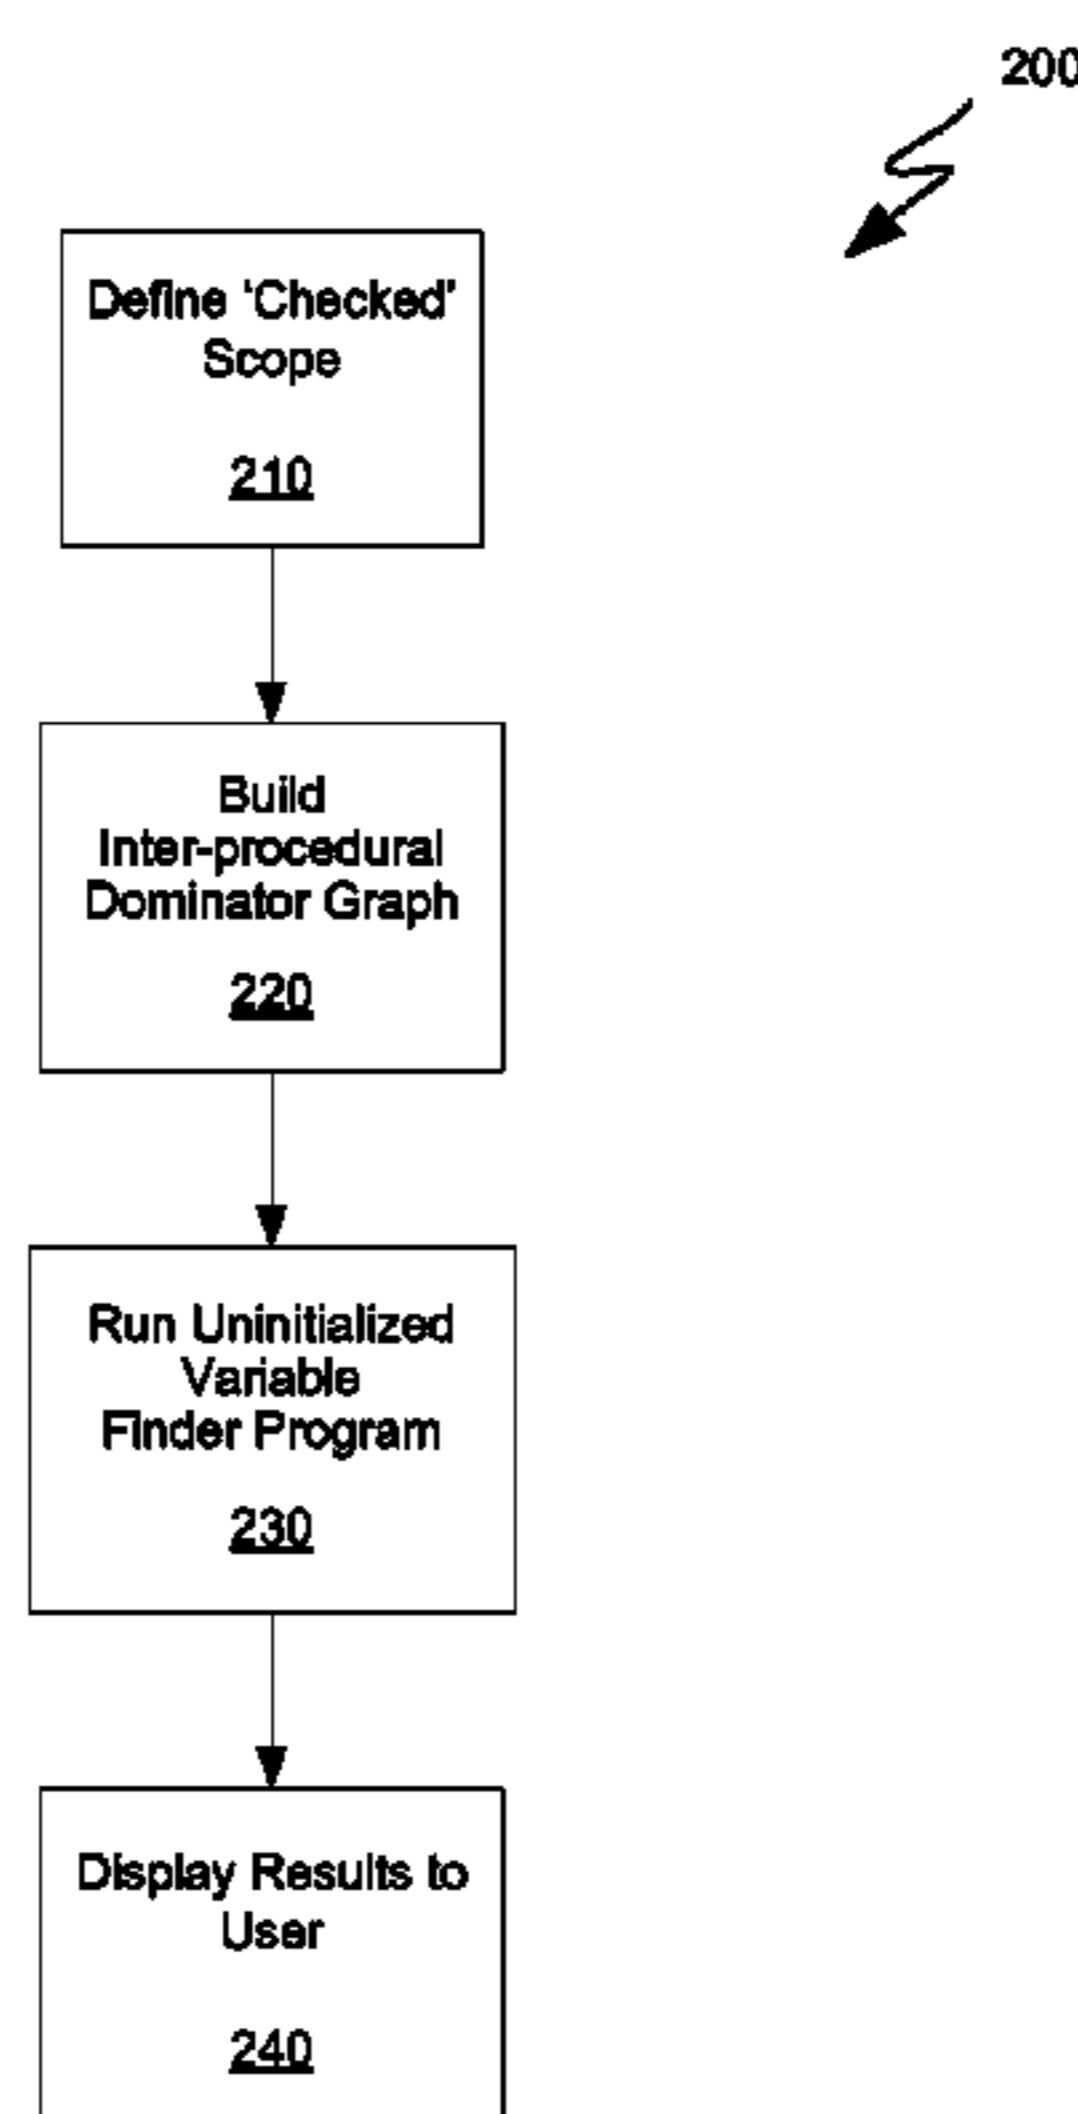 200
Define ‘Checked’
Scope
210
Build
Inter-procedural
Dominator Graph
220
Run Uninitialized
Variable
Finder Program
230
Display Results to
User
240